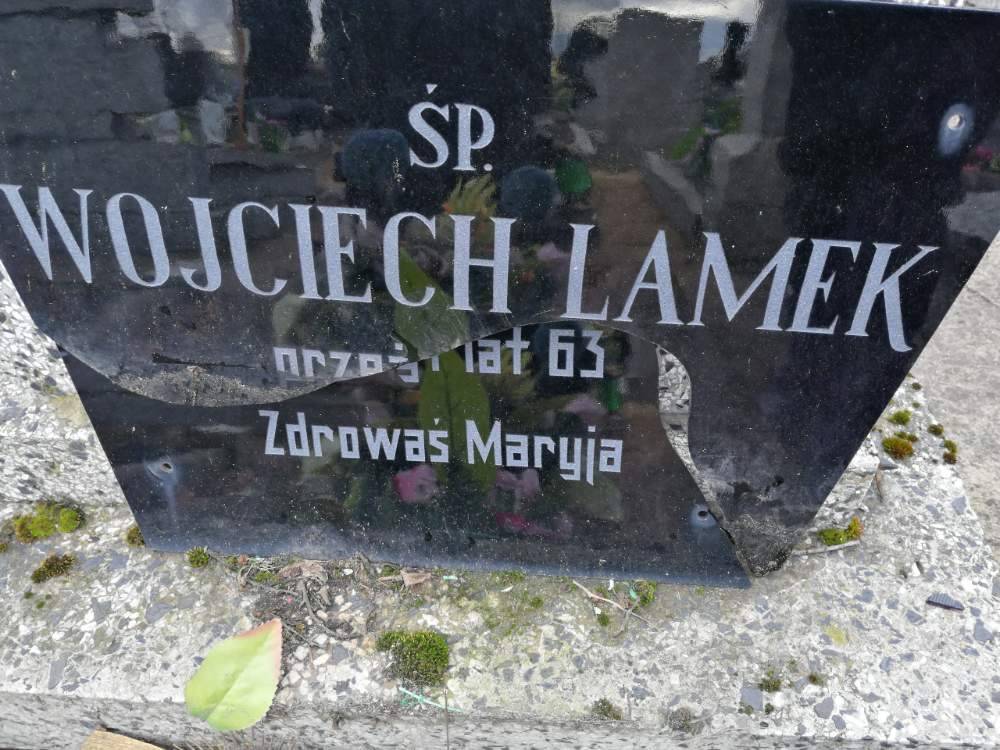 ŚP.
WOJCIECH LAMEK
przeżył lat 63
Zdrowaś Maryja